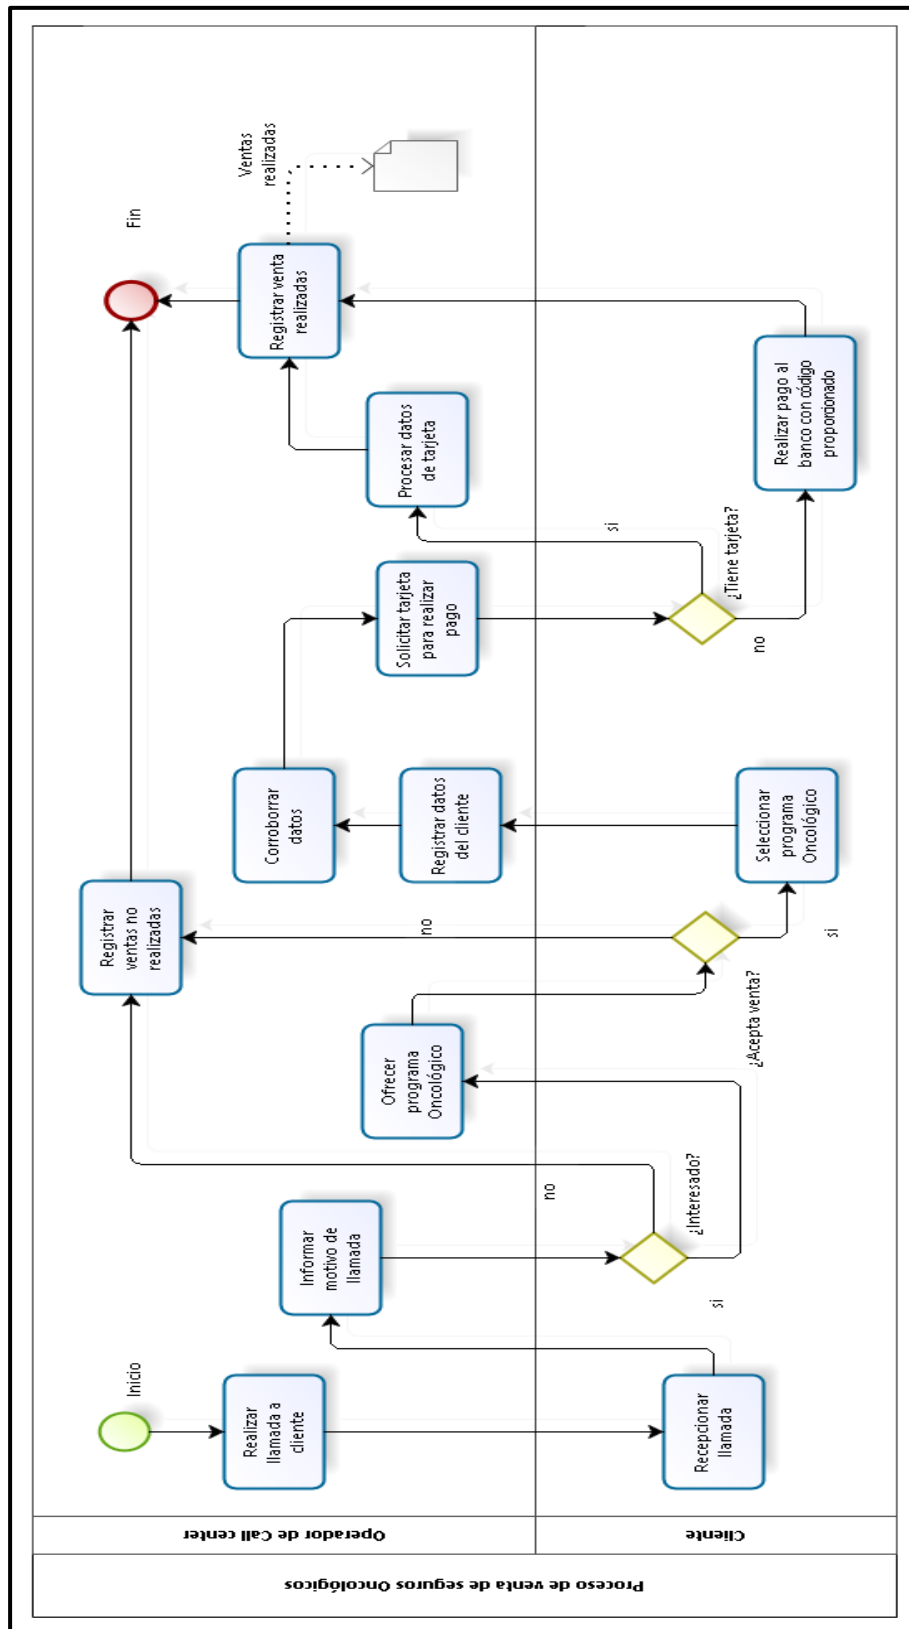 Proceso de venta de seguros Oncológicos
Operador de Call center
Cliente
Inicio
Realizar
llamada a
cliente
Recepcionar
llamada
Informar
motivo de
llamada
¿Interesado?
no
si
Ofrecer
programa
Oncológico
¿Acepta venta?
no
si
Registrar
ventas no
realizadas
Seleccionar
programa
Oncológico
Registrar datos
del cliente
Corroborrar
datos
Solicitar tarjeta
para realizar
pago
¿Tiene tarjeta?
si
no
Procesar datos
de tarjeta
Realizar pago al
banco con código
proporcionado
Registrar venta
realizadas
Ventas
realizadas
Fin